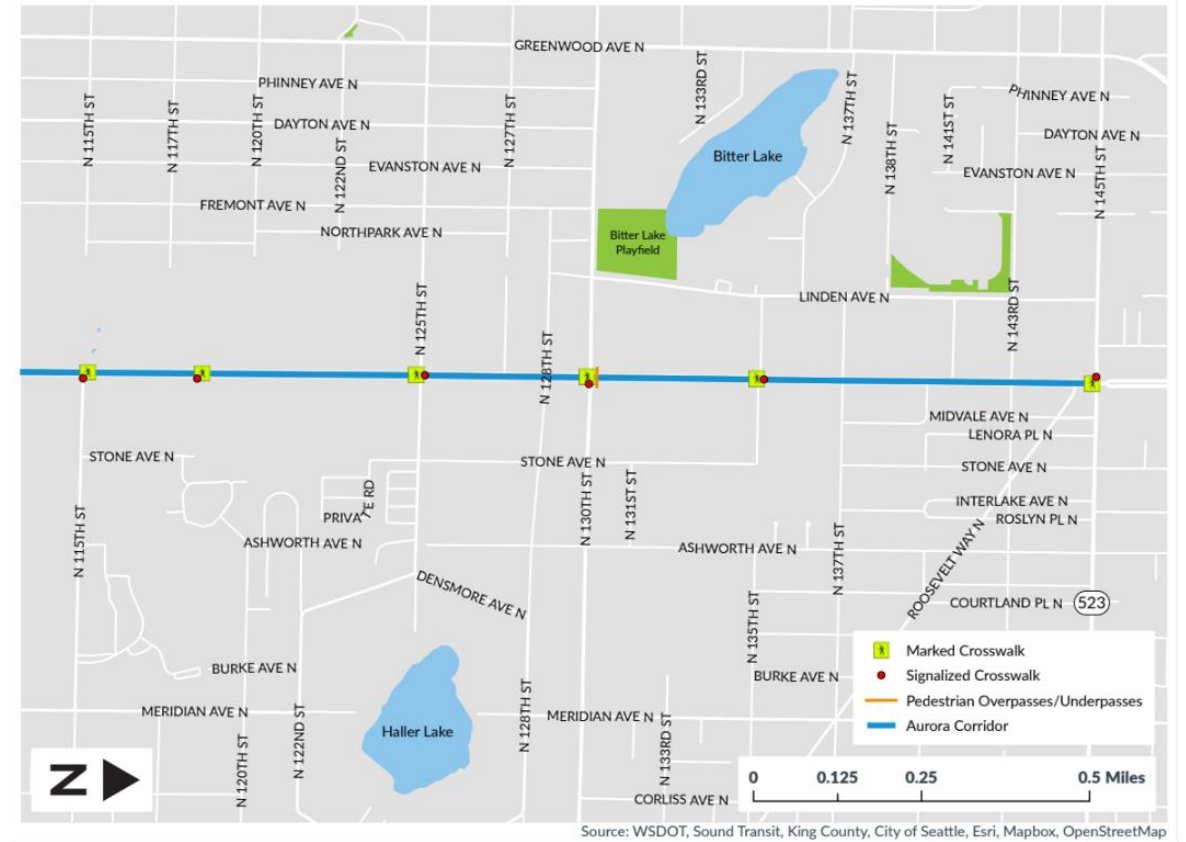 GREENWOOD AVE N
PHINNEY AVE N
PHINNEY AVE N
N 133RD ST
N 137TH ST
N 115TH ST
N 117TH ST
N 120TH ST
DAYTON AVE N
N 127TH ST
N 138TH ST
N 141ST ST
DAYTON AVE N
N 122ND ST
EVANSTON AVE N
Bitter Lake
EVANSTON AVE N
N 145TH ST
FREMONT AVE N
NORTHPARK AVE N
Bitter Lake
Playfield
LINDEN AVE N
N 143RD ST
N 125TH ST
N 128TH ST
MIDVALE AVE N
LENORA PL N
STONE AVE N
STONE AVE N
STONE AVE N
PRIVATE RD
N 130TH ST
N 131ST ST
INTERLAKE AVE N
ROSLYN PL N
N 115TH ST
ASHWORTH AVE N
ASHWORTH AVE N
N 137TH ST
ROOSEVELT WAY N
DENSMORE AVE N
COURTLAND PL N
523
N 135TH ST
BURKE AVE N
BURKE AVE N
MERIDIAN AVE N
MERIDIAN AVE N
Haller Lake
N 120TH ST
N 122ND ST
N 128TH ST
N 133RD ST
CORLISS AVE N
Marked Crosswalk
Signalized Crosswalk
Pedestrian Overpasses/Underpasses
Aurora Corridor
N
0 0.125 0.25 0.5 Miles
Source: WSDOT, Sound Transit, King County, City of Seattle, Esri, Mapbox, OpenStreetMap